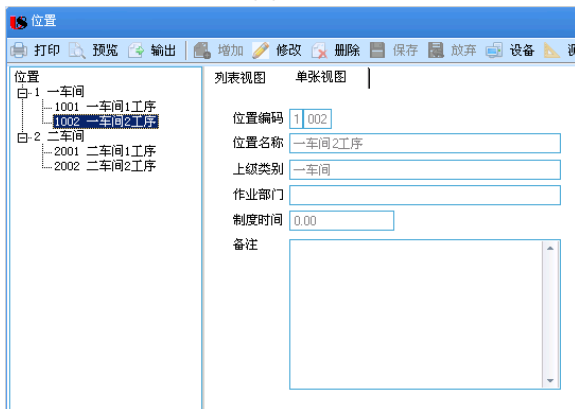 位置
打印 预览 输出 增加 修改 删除 保存 放弃 设备
位置
1 一车间
1001 一车间1工序
1002 一车间2工序
2 二车间
2001 二车间1工序
2002 二车间2工序
列表视图 单张视图
位置编码 1 002
位置名称 一车间2工序
上级类别 一车间
作业部门
制度时间 0.00
备注